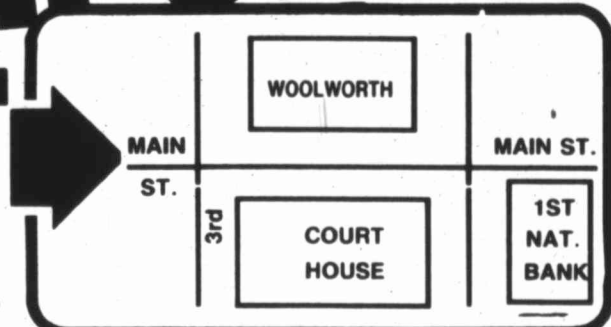 WOOLWORTH
MAIN
ST.
MAIN ST.
3rd
COURT
HOUSE
1ST
NAT.
BANK